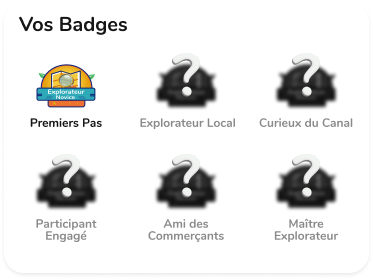 Vos Badges
Explorateur
Novice
Premiers Pas
Explorateur Local
Curieux du Canal
Participant
Engagé
Ami des
Commerçants
Maître
Explorateur